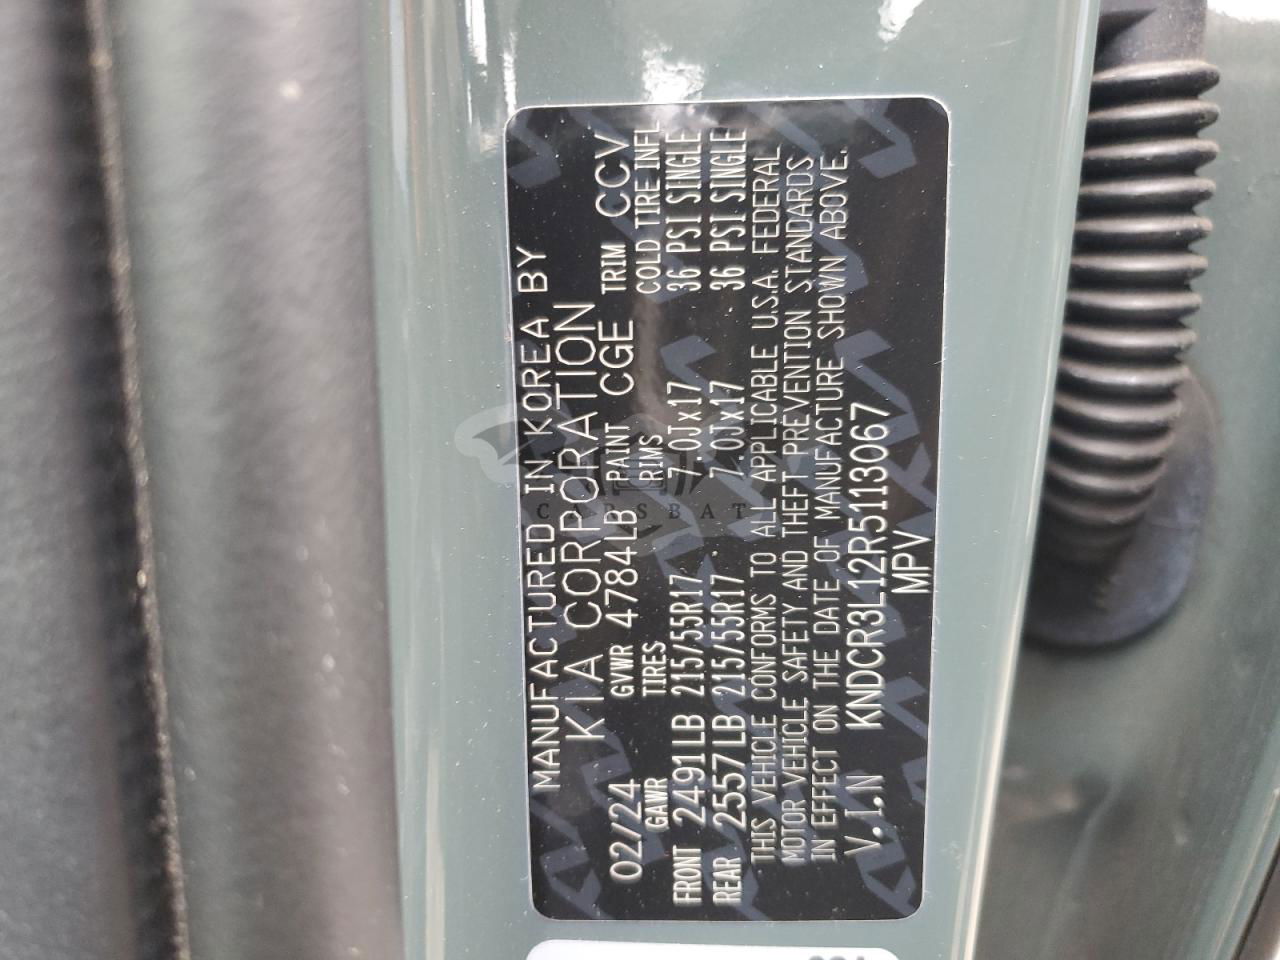 MANUFACTURED IN KOREA BY
KIA CORPORATION
02/24 GVWR 4784LB PAINT CGE TRIM CCV
GAWR TIRES RIMS COLD TIRE INFL
FRONT 2491LB 215/55R17 7.0Jx17 36 PSI SINGLE
REAR 2557LB 215/55R17 7.0Jx17 36 PSI SINGLE
THIS VEHICLE CONFORMS TO ALL APPLICABLE U.S.A. FEDERAL
MOTOR VEHICLE SAFETY AND THEFT PREVENTION STANDARDS
IN EFFECT ON THE DATE OF MANUFACTURE SHOWN ABOVE.
V.I.N KNDCR3L12R5113067
MPV
CARSBAT